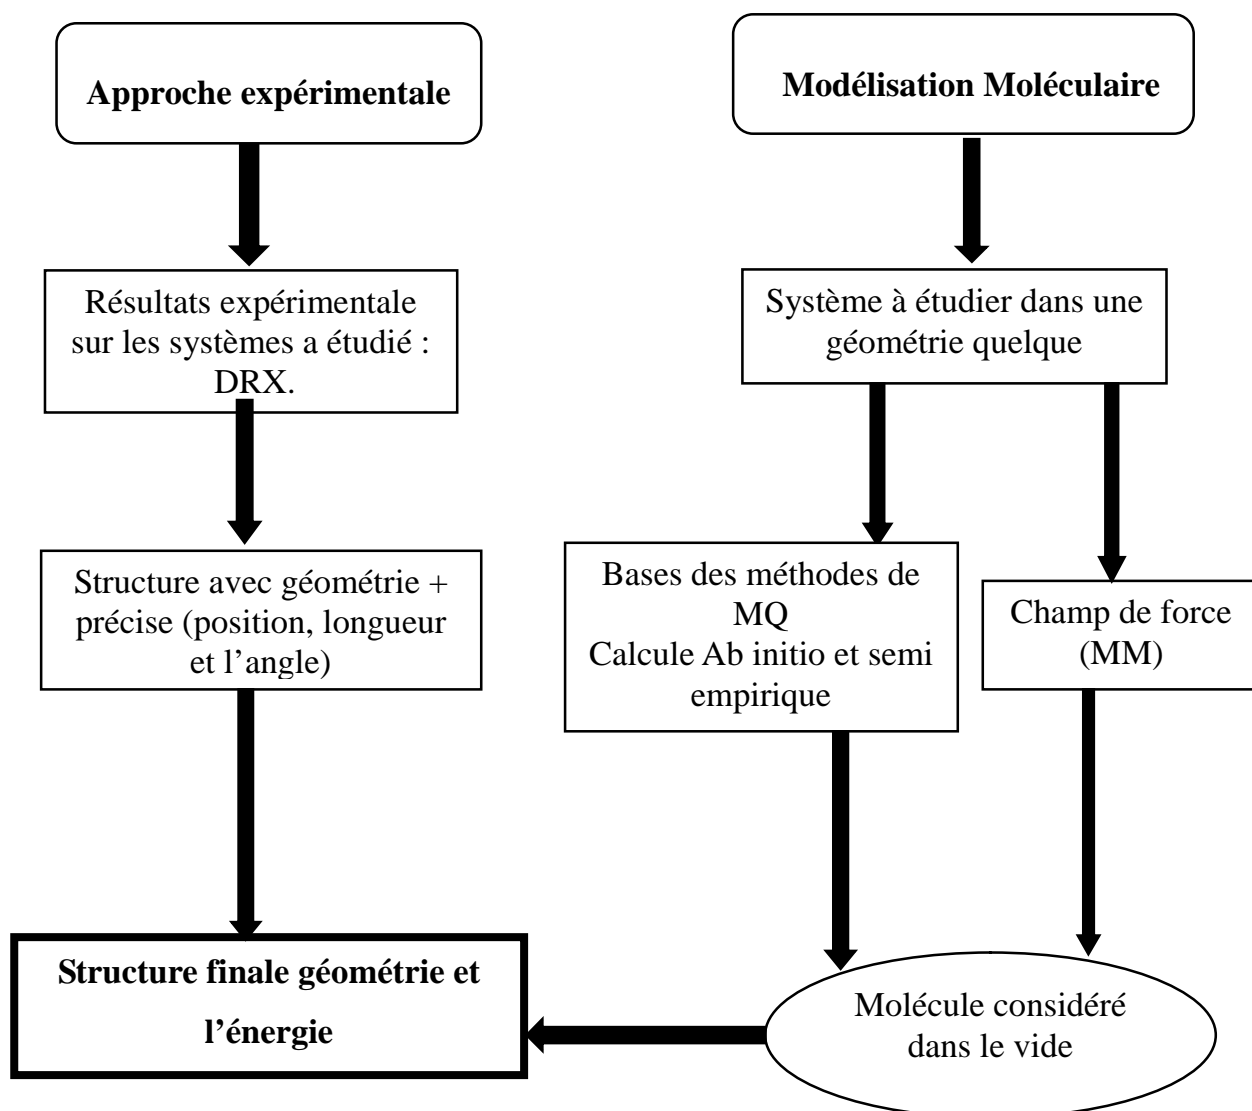 Approche expérimentale
Modélisation Moléculaire
Résultats expérimentale
sur les systèmes a étudié :
DRX.
Système à étudier dans une
géométrie quelque
Structure avec géométrie +
précise (position, longueur
et l’angle)
Bases des méthodes de
MQ
Calcule Ab initio et semi
empirique
Champ de force
(MM)
Structure finale géométrie et
l’énergie
Molécule considéré
dans le vide